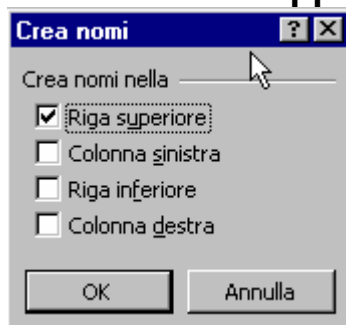 Crea nomi
Crea nomi nella
Riga superiore
Colonna sinistra
Riga inferiore
Colonna destra
OK Annulla